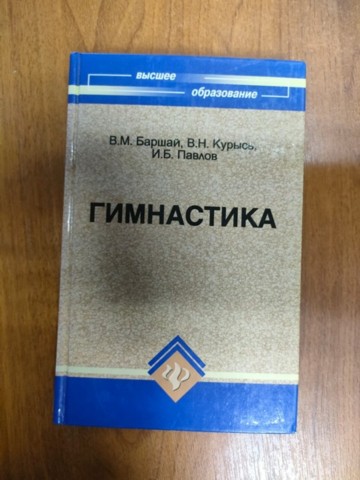 высшее
образование
В.М. Баршай, В.Н. Курысь,
И.Б. Павлов
ГИМНАСТИКА